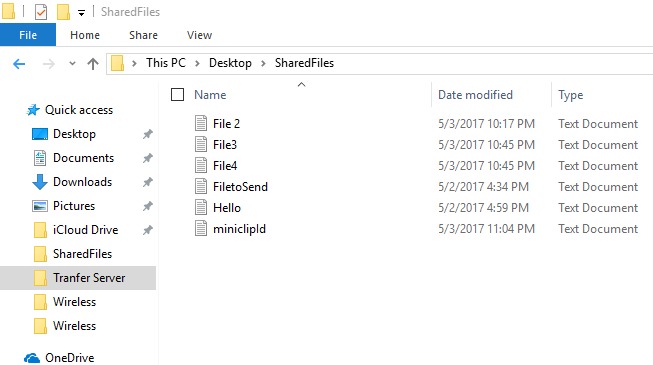 SharedFiles
File Home Share View
This PC Desktop SharedFiles
Name Date modified Type
Quick access
Desktop
Documents
Downloads
Pictures
iCloud Drive
SharedFiles
Tranfer Server
Wireless
Wireless
OneDrive
File 2 5/3/2017 10:17 PM Text Document
File3 5/3/2017 10:45 PM Text Document
File4 5/3/2017 10:45 PM Text Document
FiletoSend 5/2/2017 4:34 PM Text Document
Hello 5/2/2017 4:59 PM Text Document
miniclipId 5/3/2017 11:04 PM Text Document